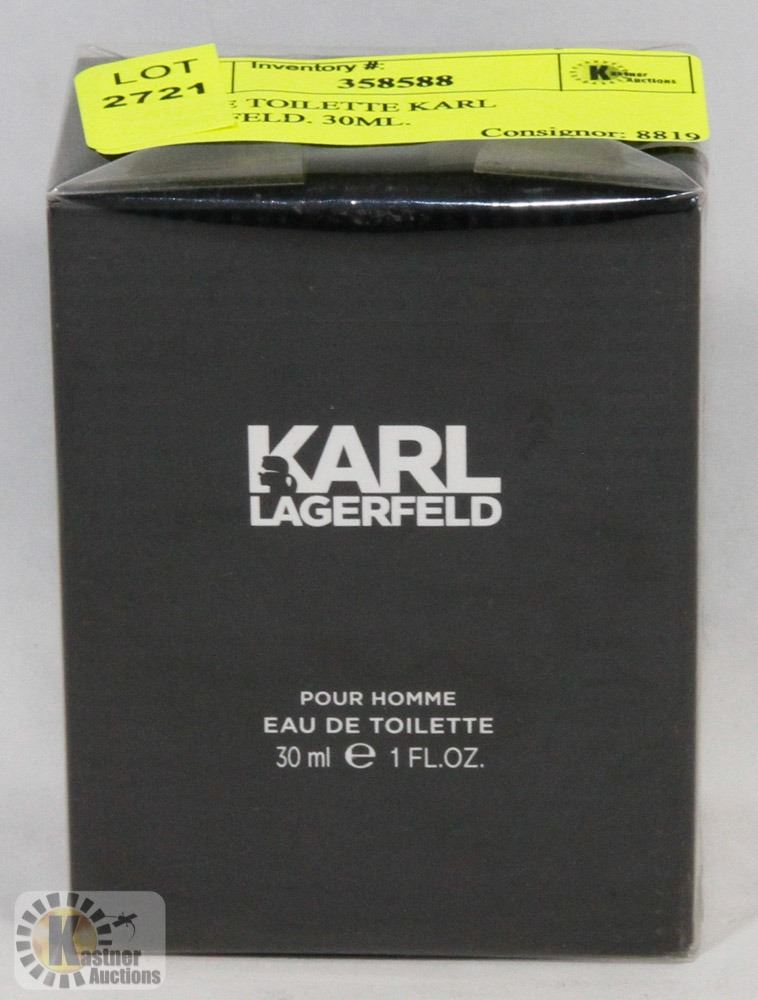 LOT
2721
Inventory #:
358588
Kastner
Auctions
E TOILETTE KARL
FELD. 30ML.
Consignor: 8819
KARL
LAGERFELD
POUR HOMME
EAU DE TOILETTE
30 ml ℮ 1 FL.OZ.
Kastner
Auctions